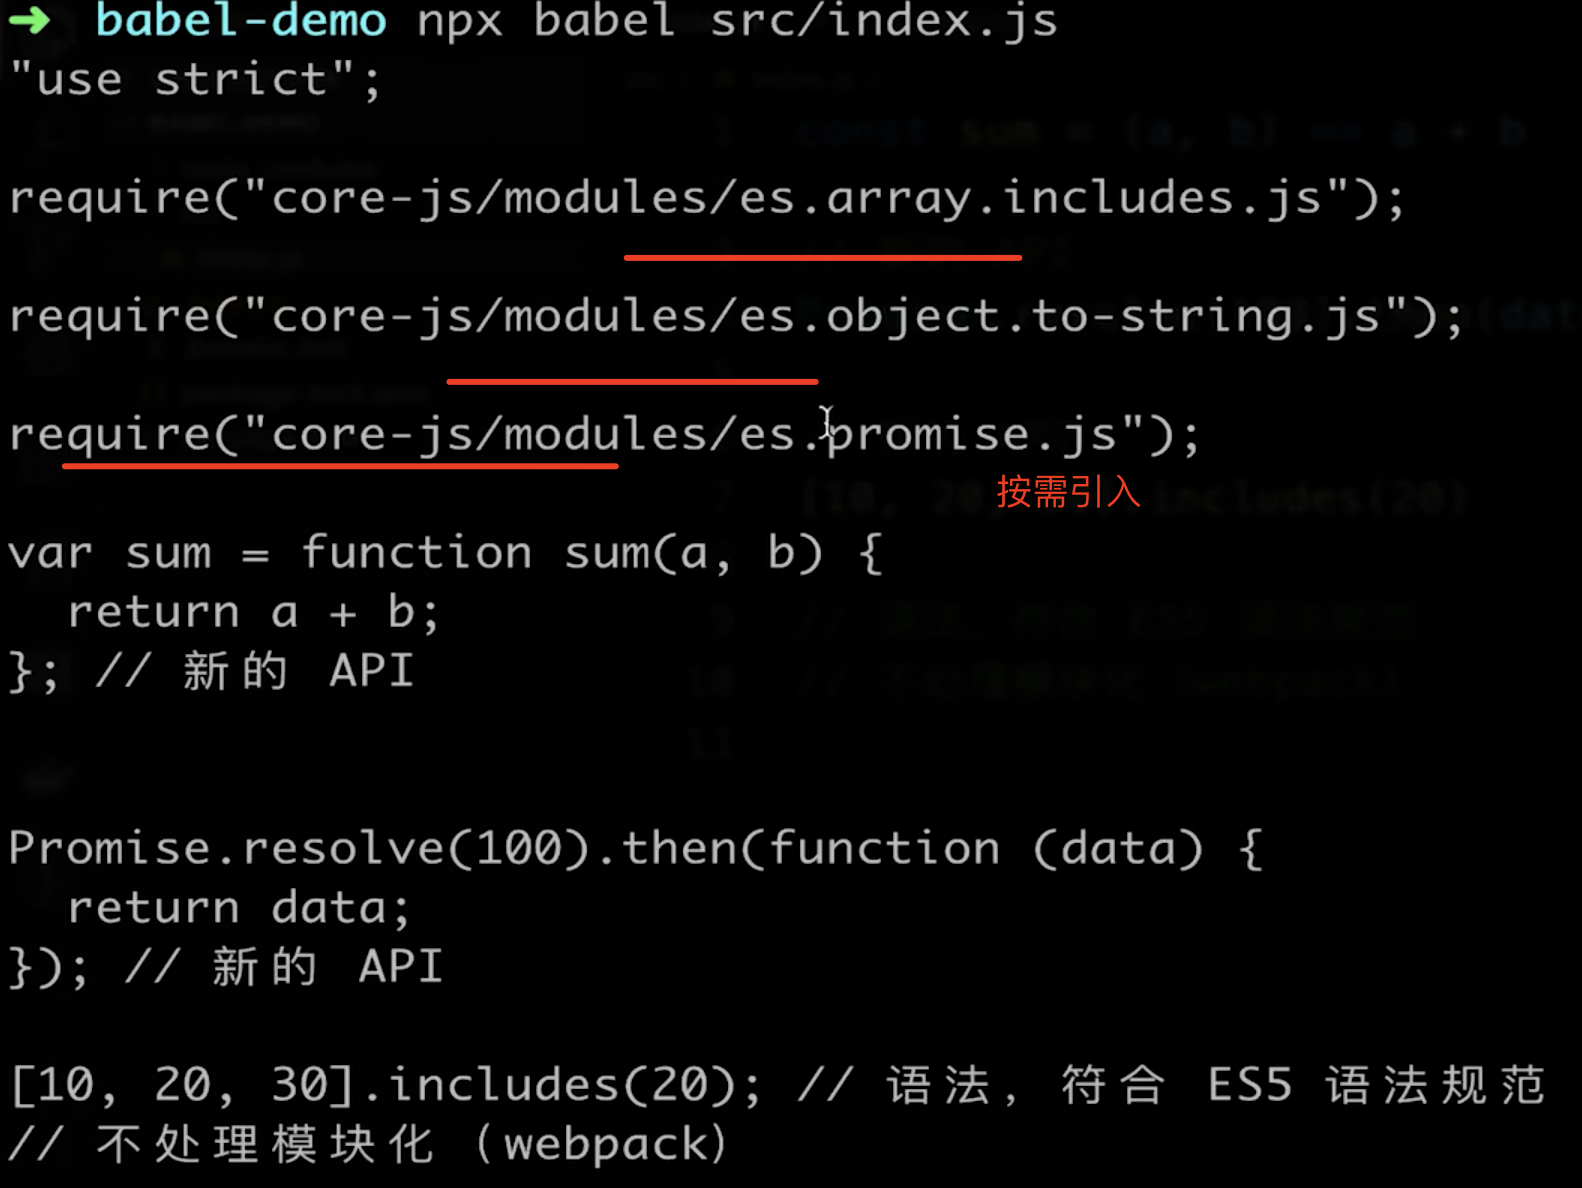 ➜ babel-demo npx babel src/index.js
"use strict";
require("core-js/modules/es.array.includes.js");
require("core-js/modules/es.object.to-string.js");
require("core-js/modules/es.promise.js");
按需引入
var sum = function sum(a, b) {
  return a + b;
}; // 新的 API
Promise.resolve(100).then(function (data) {
  return data;
}); // 新的 API
[10, 20, 30].includes(20); // 语法, 符合 ES5 语法规范
// 不处理模块化 (webpack)